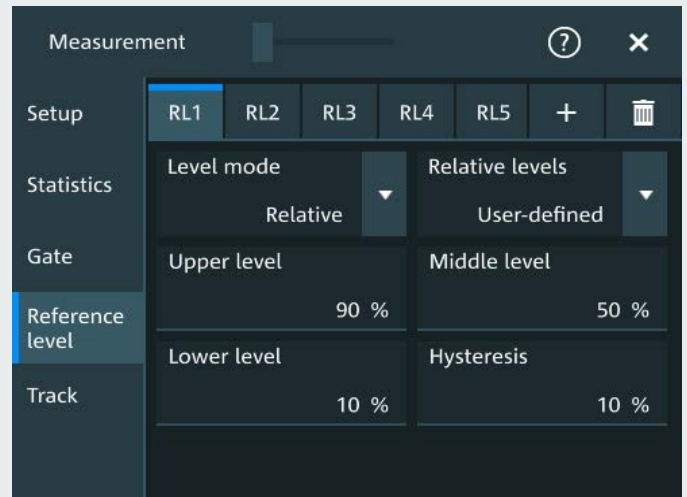 Measurement
?
Setup
RL1 RL2 RL3 RL4 RL5 +
Statistics
Level mode
Relative
Relative levels
User-defined
Gate
Upper level
90 %
Middle level
50 %
Reference
level
Lower level
10 %
Hysteresis
10 %
Track